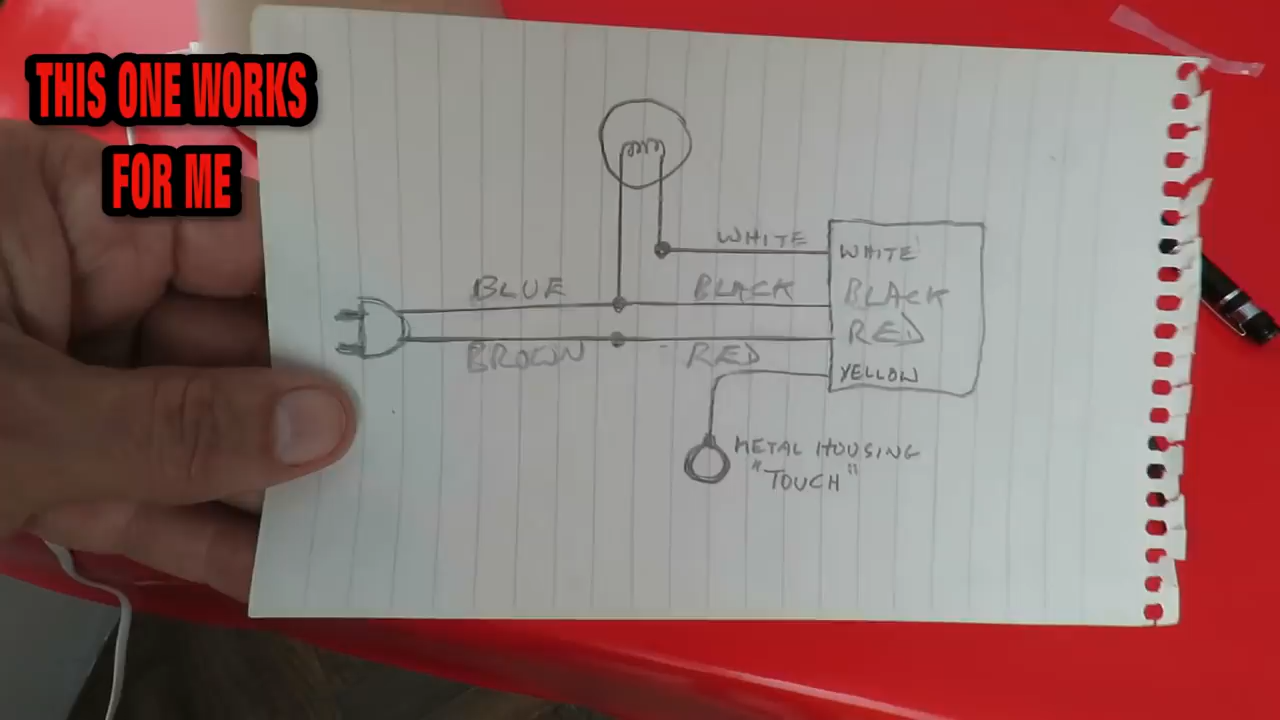 THIS ONE WORKS
FOR ME
WHITE
WHITE
BLUE
BLACK
BLACK
RED
BROWN
RED
YELLOW
METAL HOUSING
"TOUCH"